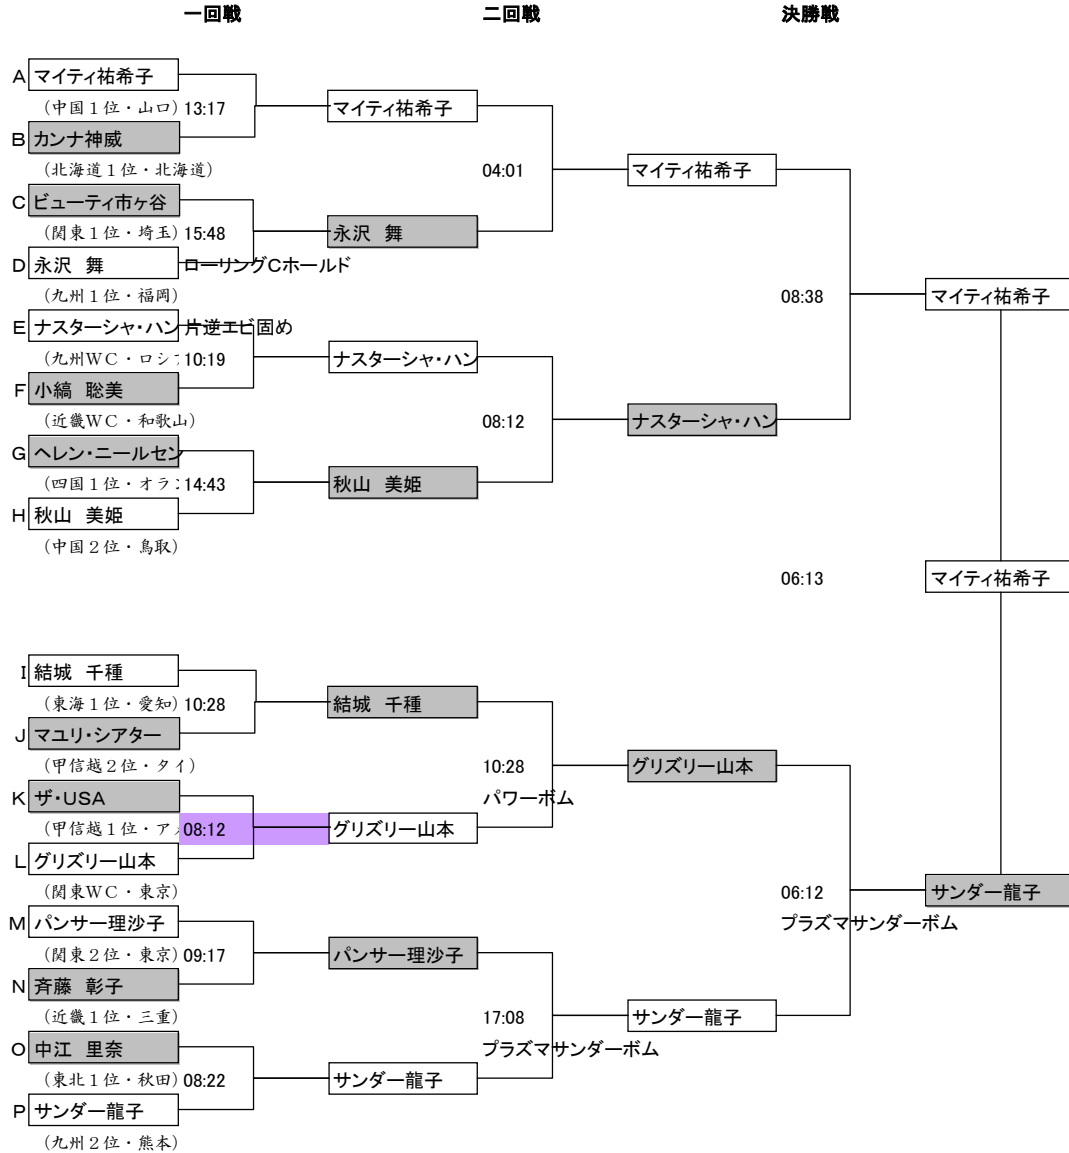 一回戦 二回戦 決勝戦
A マイティ祐希子
（中国１位・山口） 13:17 マイティ祐希子
B カンナ神威
（北海道１位・北海道） 04:01 マイティ祐希子
C ビューティ市ヶ谷
（関東１位・埼玉） 15:48 永沢　舞
D 永沢　舞 ローリングCホールド
（九州１位・福岡） 08:38 マイティ祐希子
E ナスターシャ・ハン 片逆エビ固め
（九州WC・ロシ 10:19 ナスターシャ・ハン
F 小縞　聡美
（近畿WC・和歌山） 08:12 ナスターシャ・ハン
G ヘレン・ニールセン
（四国１位・オラ 14:43 秋山　美姫
H 秋山　美姫
（中国２位・鳥取）
06:13 マイティ祐希子
I 結城　千種
（東海１位・愛知） 10:28 結城　千種
J マユリ・シアター
（甲信越２位・タイ） 10:28 グリズリー山本
K ザ・USA パワーボム
（甲信越１位・ア 08:12 グリズリー山本
L グリズリー山本
（関東WC・東京） 06:12 サンダー龍子
M パンサー理沙子 プラズマサンダーボム
（関東２位・東京） 09:17 パンサー理沙子
N 斉藤　彰子
（近畿１位・三重） 17:08 サンダー龍子
O 中江　里奈 プラズマサンダーボム
（東北１位・秋田） 08:22 サンダー龍子
P サンダー龍子
（九州２位・熊本）